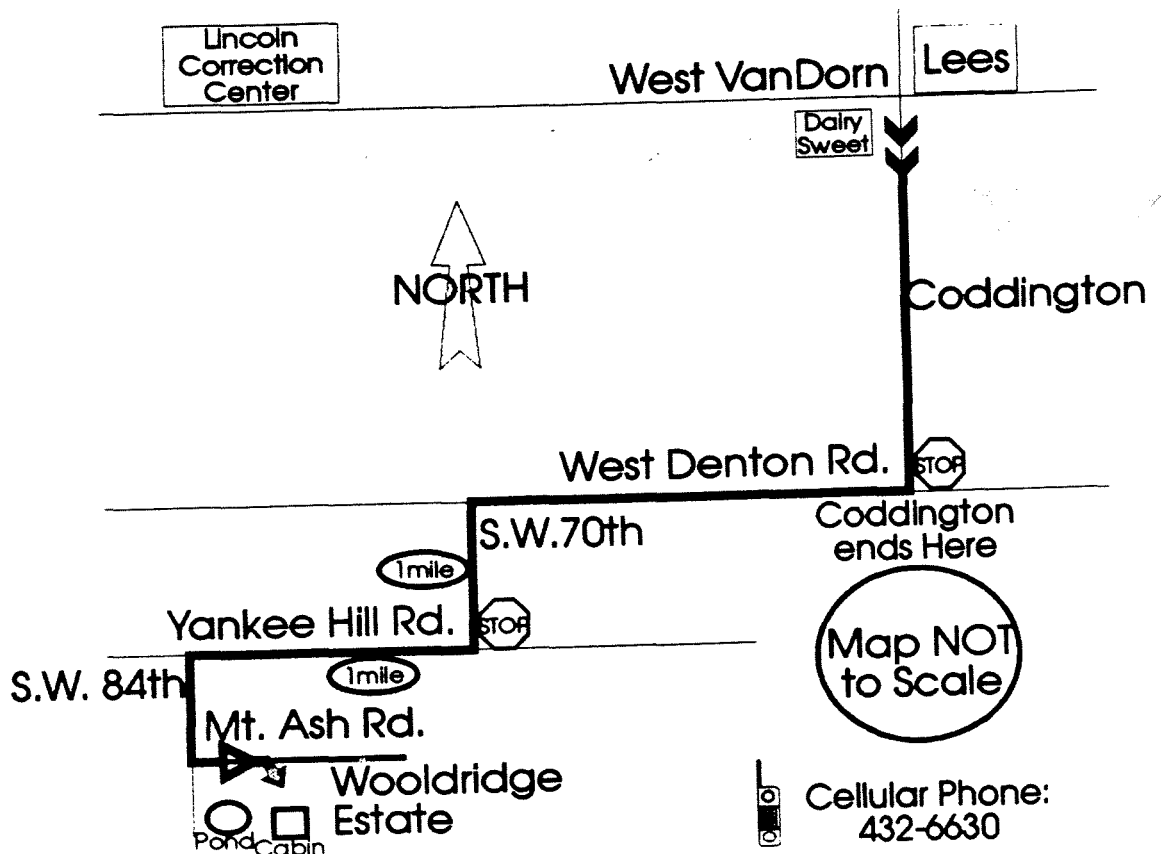 Lincoln
Correction
Center
West VanDorn
Lees
Dairy
Sweet
NORTH
Coddington
West Denton Rd.
STOP
Coddington
ends Here
S.W.70th
1mile
Yankee Hill Rd.
STOP
1mile
S.W. 84th
Mt. Ash Rd.
Map NOT
to Scale
Wooldridge
Estate
Pond
Cabin
Cellular Phone:
432-6630